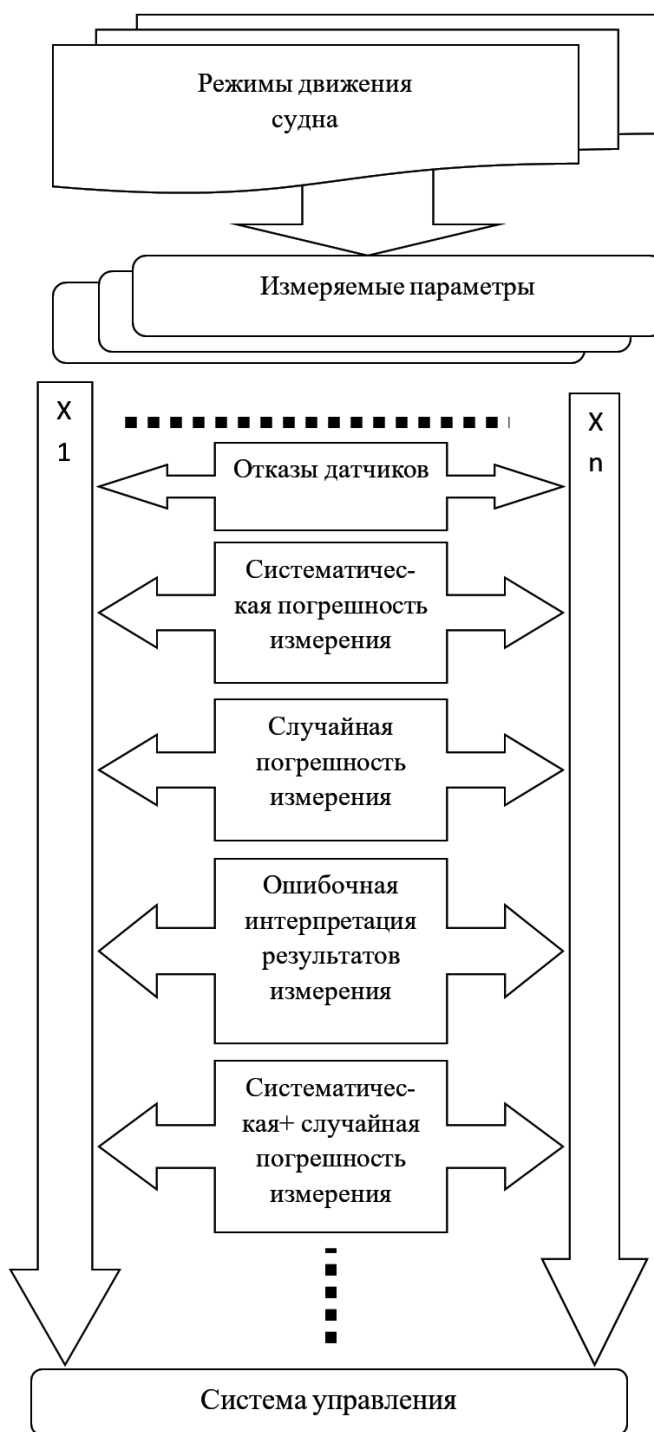 Режимы движения
судна
Измеряемые параметры
X
1
X
n
Отказы датчиков
Систематичес-
кая погрешность
измерения
Случайная
погрешность
измерения
Ошибочная
интерпретация
результатов
измерения
Систематичес-
кая+ случайная
погрешность
измерения
Система управления